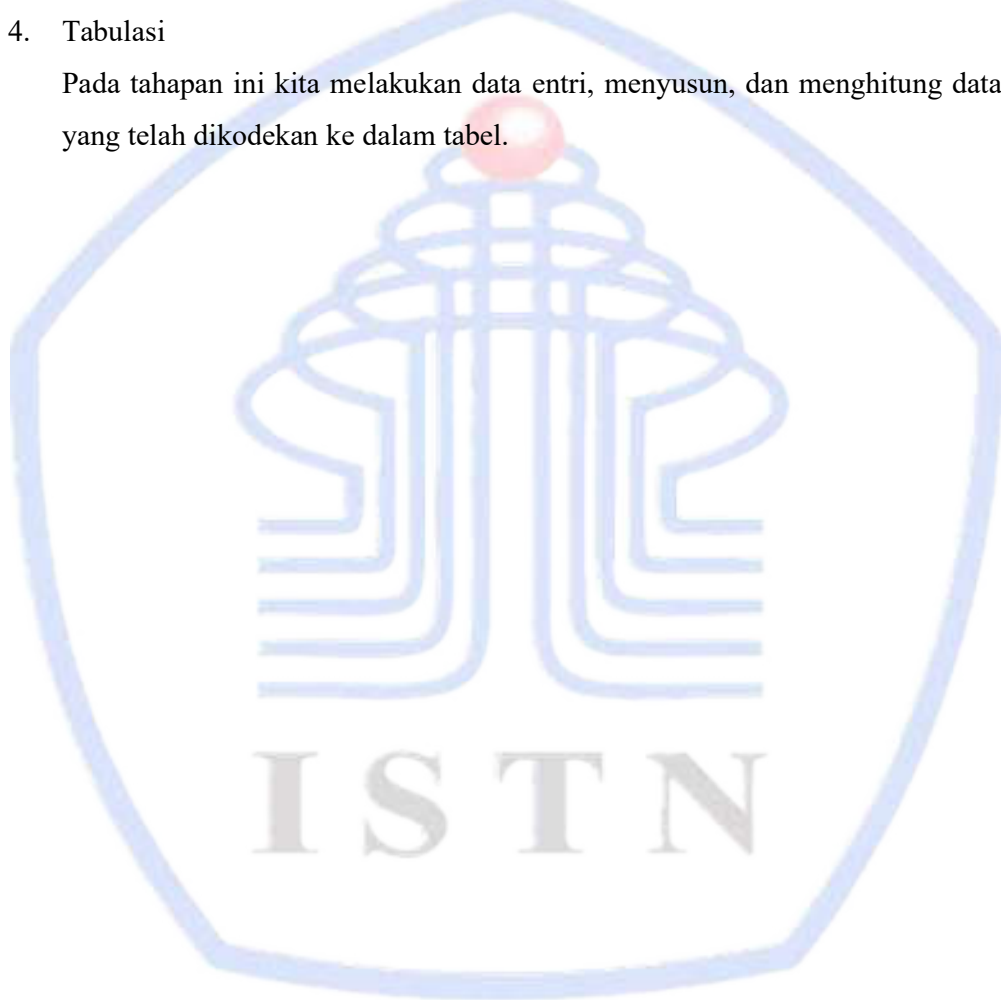 4. Tabulasi
Pada tahapan ini kita melakukan data entri, menyusun, dan menghitung data
yang telah dikodekan ke dalam tabel.
ISTN